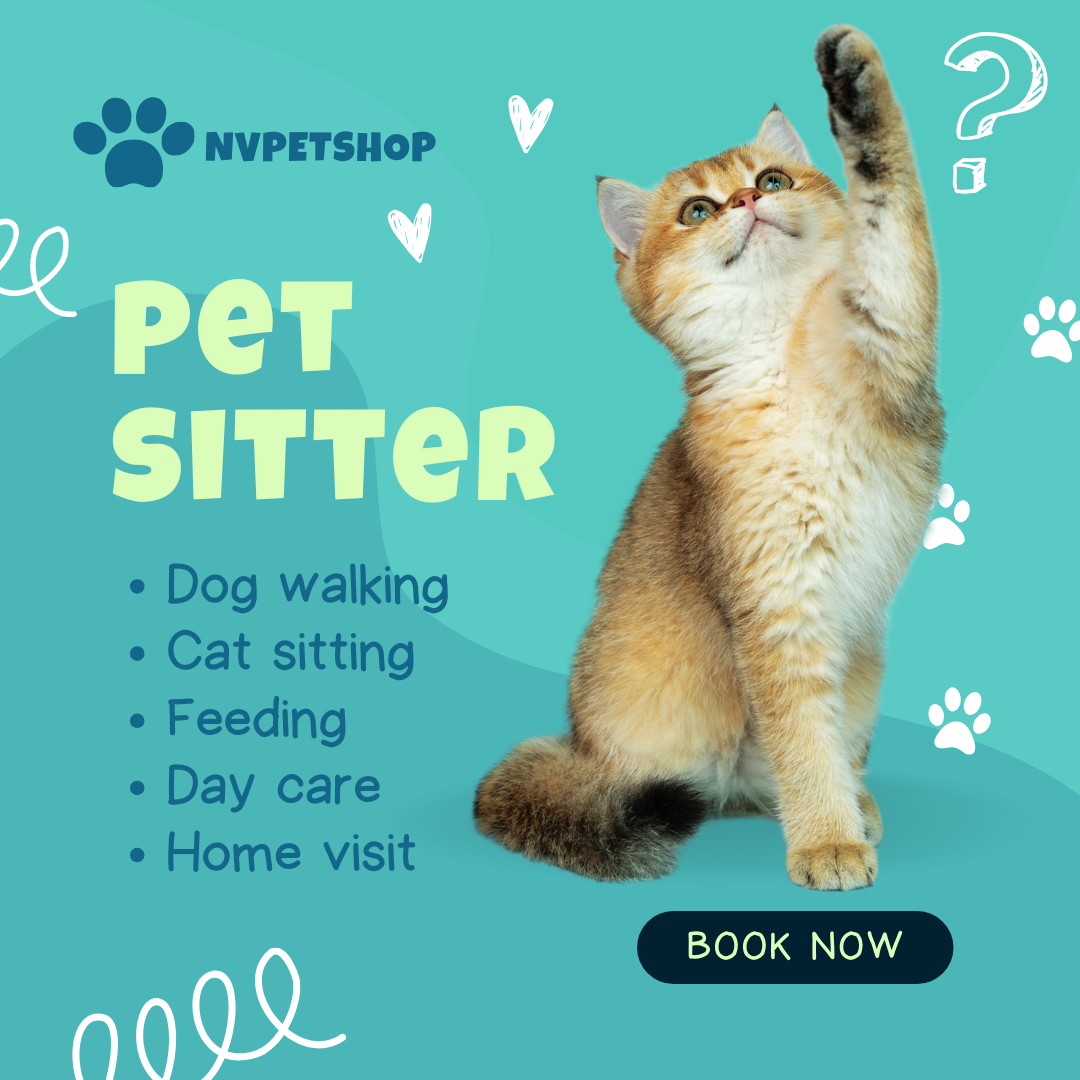 NVPETSHOP
?
PeT
SITTeR
• Dog walking
• Cat sitting
• Feeding
• Day care
• Home visit
BOOK NOW